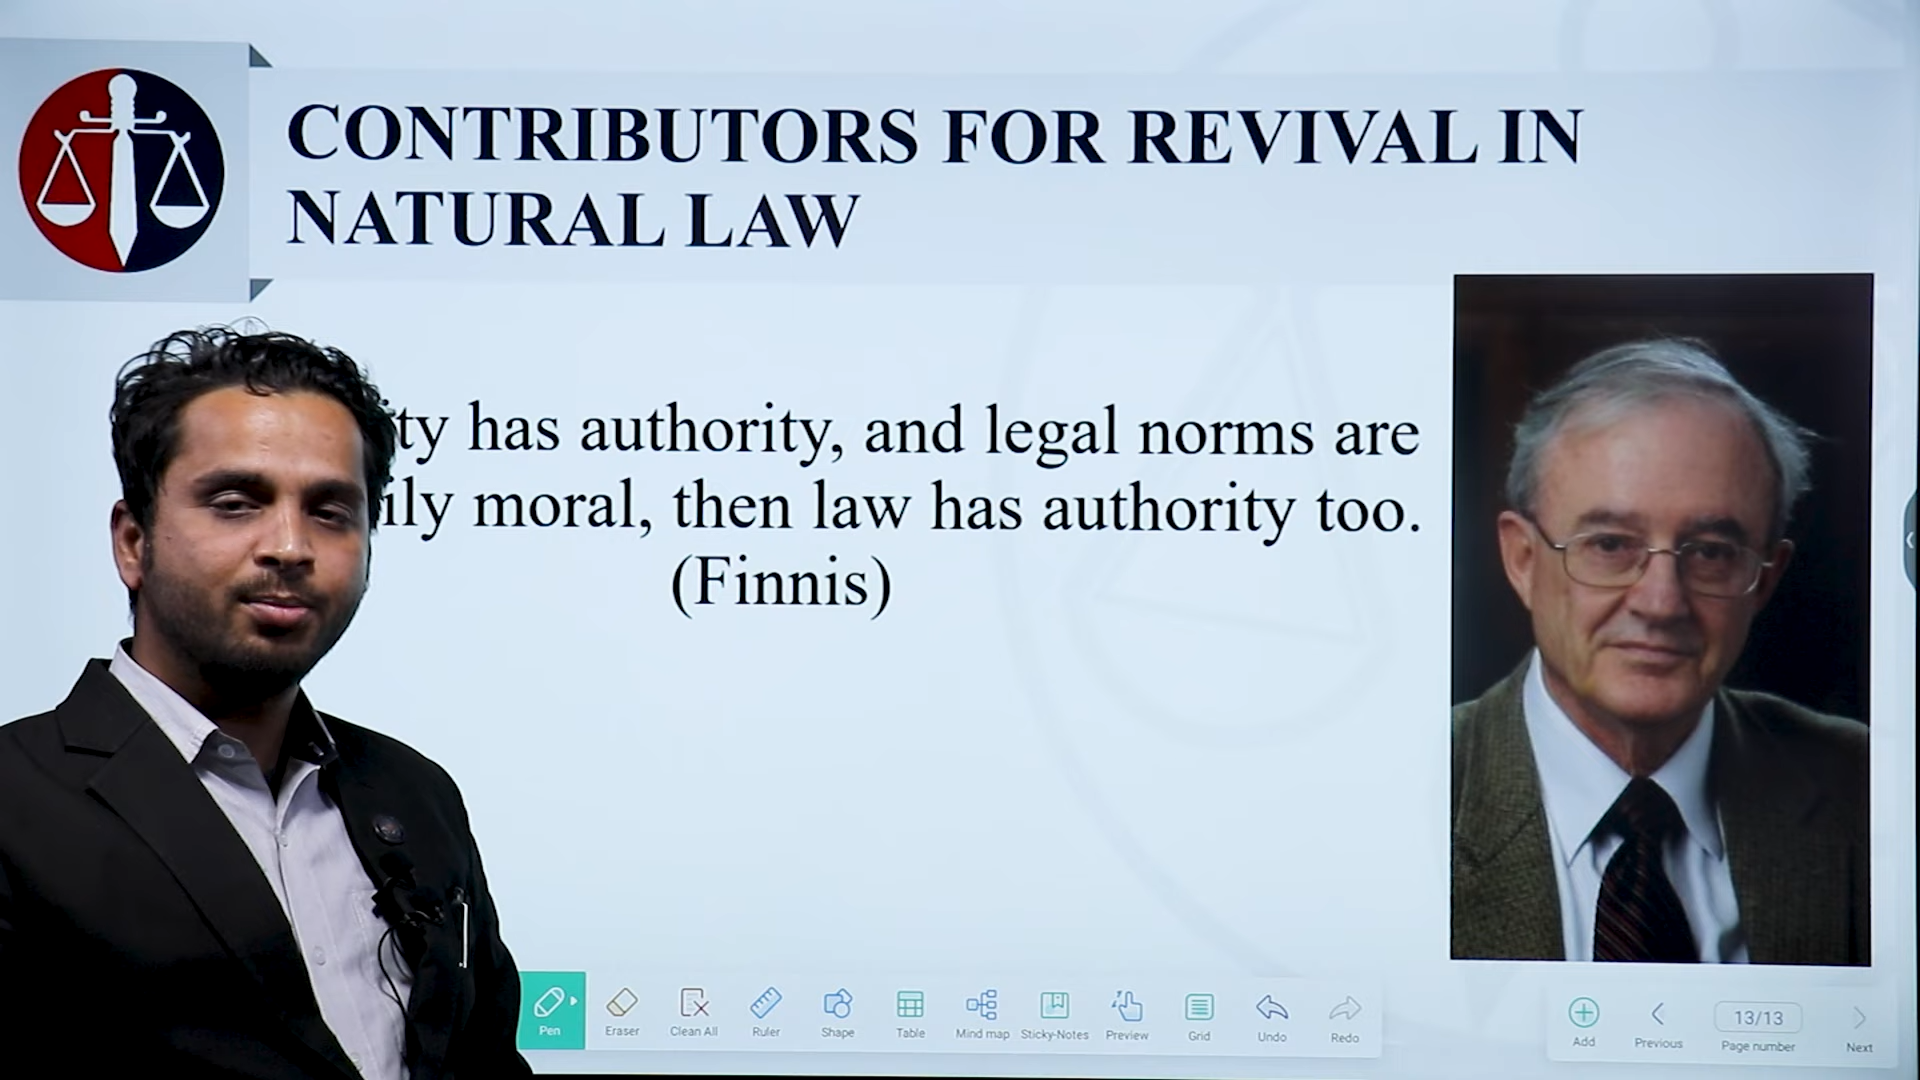 CONTRIBUTORS FOR REVIVAL IN
NATURAL LAW
has authority, and legal norms are
moral, then law has authority too.
(Finnis)
Pen
Eraser
Clean All
Ruler
Shape
Table
Mind map
Sticky-Notes
Preview
Grid
Undo
Redo
Add
Previous
13/13
Page number
Next